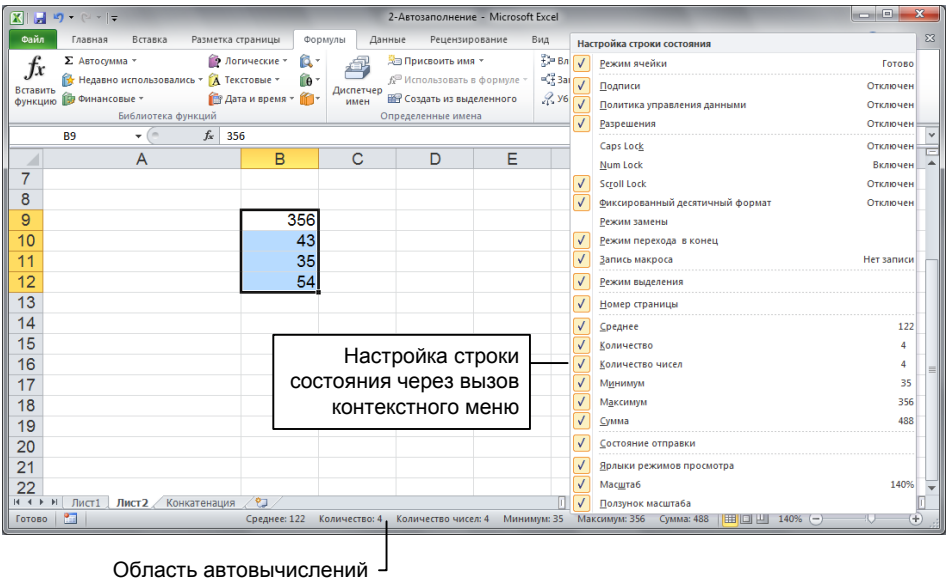 2-Автозаполнение - Microsoft Excel
Файл Главная Вставка Разметка страницы Формулы Данные Рецензирование Вид
fx Вставить функцию
Σ Автосумма
Недавно использовались
Финансовые
Логические
Текстовые
Дата и время
Библиотека функций
Диспетчер имен
Присвоить имя
Использовать в формуле
Создать из выделенного
Определенные имена
B9 fx 356
A B C D E
7
8
9 356
10 43
11 35
12 54
13
14
15
16
17
18
19
20
21
22
Настройка строки состояния
Режим ячейки Готово
Подписи Отключен
Политика управления данными Отключен
Разрешения Отключен
Caps Lock Отключен
Num Lock Включен
Scroll Lock Отключен
Фиксированный десятичный формат Отключен
Режим замены
Режим перехода в конец
Запись макроса Нет записи
Режим выделения
Номер страницы
Среднее 122
Количество 4
Количество чисел 4
Минимум 35
Максимум 356
Сумма 488
Состояние отправки
Ярлыки режимов просмотра
Масштаб 140%
Ползунок масштаба
Настройка строки
состояния через вызов
контекстного меню
Лист1 Лист2 Конкатенация
Готово Среднее: 122 Количество: 4 Количество чисел: 4 Минимум: 35 Максимум: 356 Сумма: 488 140%
Область автовычислений